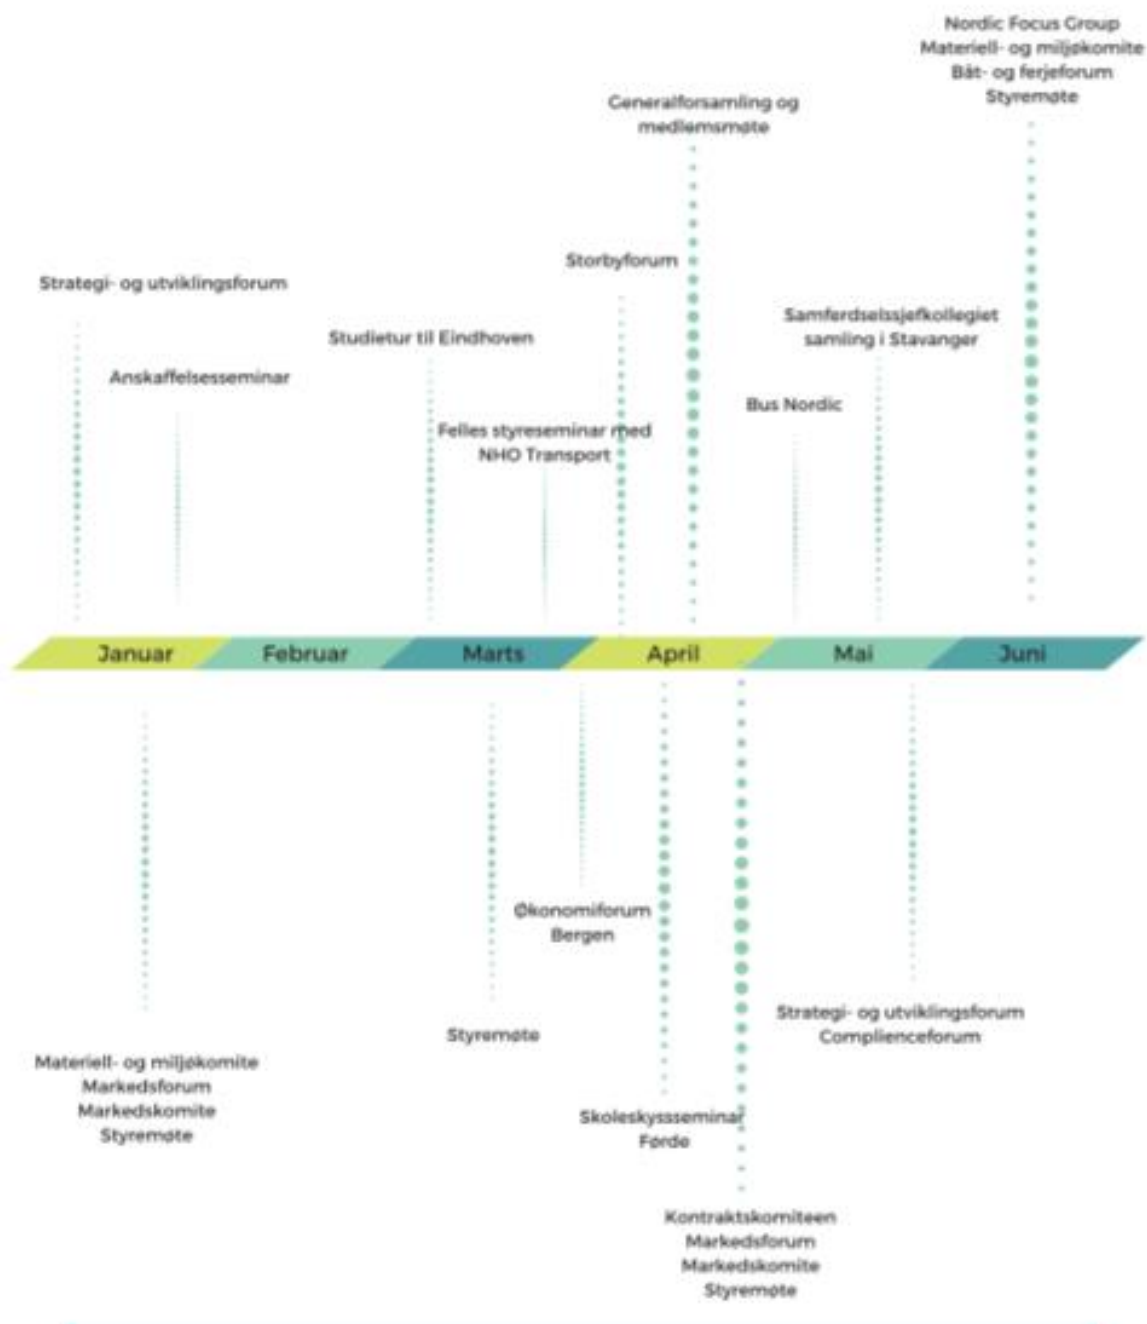 Nordic Focus Group
Materiell- og miljøkomite
Båt- og ferjeforum
Styremøte
Generalforsamling og
medlemsmøte
Storbyforum
Strategi- og utviklingsforum
Samferdselssjefkollegiet
samling i Stavanger
Studietur til Eindhoven
Anskaffelsesseminar
Bus Nordic
Felles styreseminar med
NHO Transport
Januar
Februar
Marts
April
Mai
Juni
Økonomiforum
Bergen
Strategi- og utviklingsforum
Complienceforum
Styremøte
Materiell- og miljøkomite
Markedsforum
Markedskomite
Styremøte
Skoleskyssseminar
Førde
Kontraktskomiteen
Markedsforum
Markedskomite
Styremøte